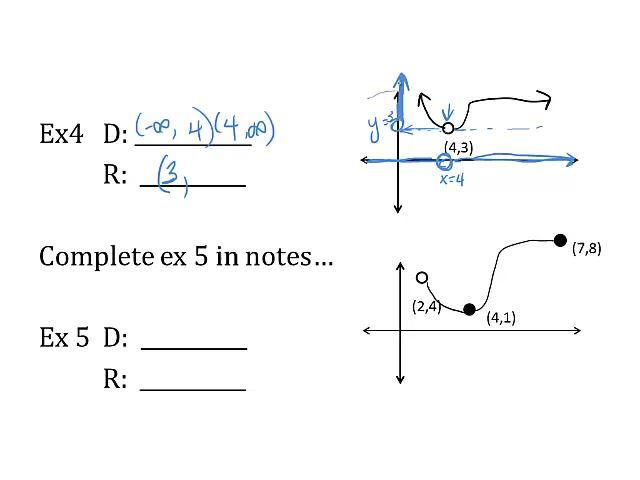 Ex4 D: (-∞, 4)(4,∞)
R: (3,
y=3
(4,3)
x=4
Complete ex 5 in notes...
(7,8)
(2,4)
(4,1)
Ex 5 D:
R: